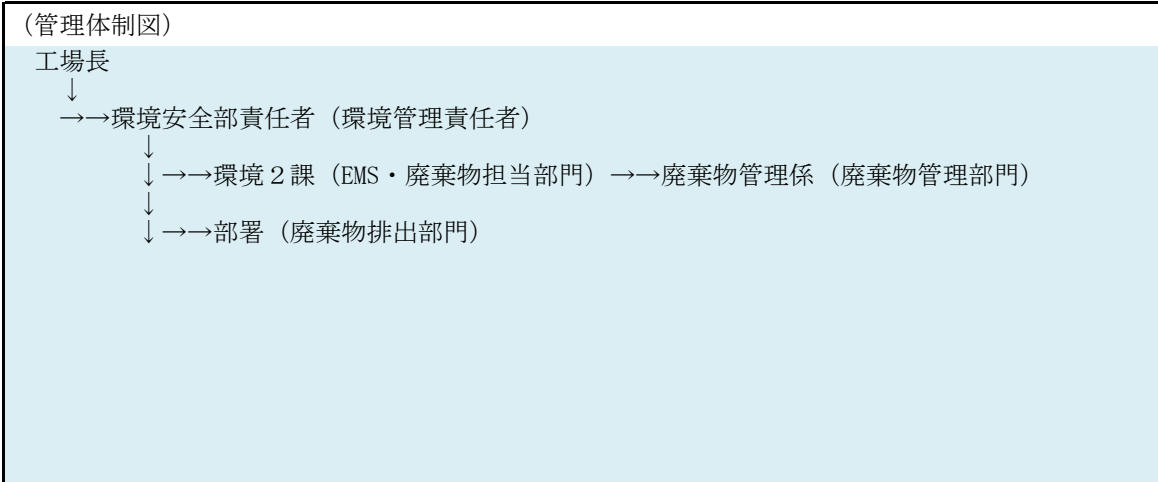 （管理体制図）
工場長
↓
→→環境安全部責任者（環境管理責任者）
↓
↓→→環境２課（EMS・廃棄物担当部門）→→廃棄物管理係（廃棄物管理部門）
↓
↓→→部署（廃棄物排出部門）